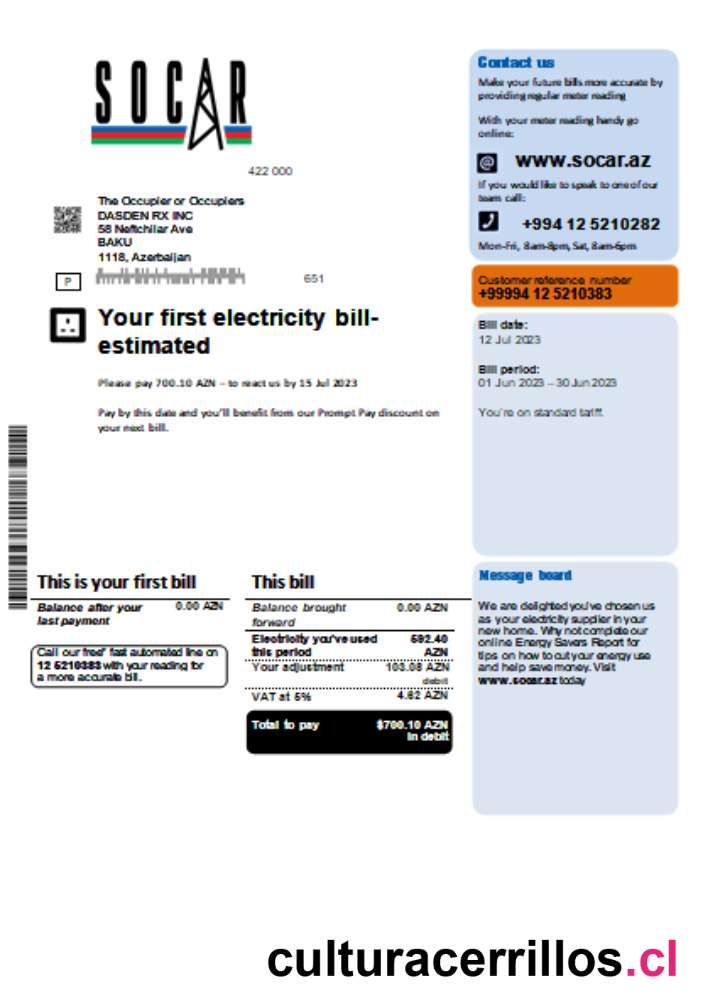 SOCAR
422 000
The Occupier or Occupiers
DASDEN RX INC
58 Neftchilar Ave
BAKU
1118, Azerbaijan
P
651
Your first electricity bill-
estimated
Please pay 700.10 AZN – to react us by 15 Jul 2023
Pay by this date and you'll benefit from our Prompt Pay discount on
your next bill.
Contact us
Make your future bills more accurate by
providing regular meter reading
With your meter reading handy go
online:
www.socar.az
If you would like to speak to one of our
team call:
+994 12 5210282
Mon-Fri, 8am-8pm, Sat, 8am-6pm
Customer reference number
+99994 12 5210383
Bill date:
12 Jul 2023
Bill period:
01 Jun 2023 – 30 Jun 2023
You're on standard tariff.
This is your first bill
Balance after your 0.00 AZN
last payment
Call our free* fast automated line on
12 5210383 with your reading for
a more accurate bill.
This bill
Balance brought 0.00 AZN
forward
Electricity you've used 592.40
this period AZN
Your adjustment 103.08 AZN
debit
VAT at 5% 4.62 AZN
Total to pay $700.10 AZN
in debit
Message board
We are delighted you've chosen us
as your electricity supplier in your
new home. Why not complete our
online Energy Savers Report for
tips on how to cut your energy use
and help save money. Visit
www.socar.az today
culturacerrillos.cl